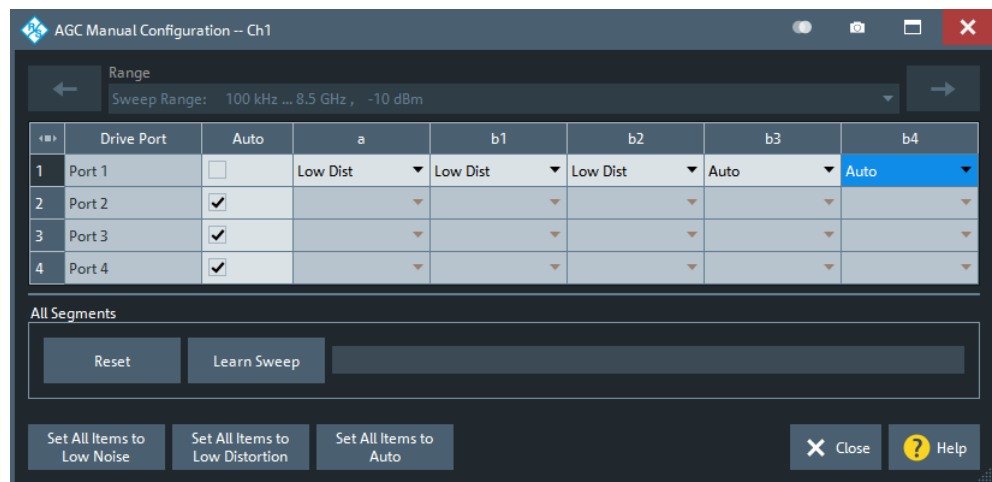 AGC Manual Configuration -- Ch1
Range
Sweep Range: 100 kHz ... 8.5 GHz , -10 dBm
Drive Port Auto a b1 b2 b3 b4
1 Port 1 Low Dist Low Dist Low Dist Auto Auto
2 Port 2
3 Port 3
4 Port 4
All Segments
Reset Learn Sweep
Set All Items to Low Noise
Set All Items to Low Distortion
Set All Items to Auto
Close
? Help